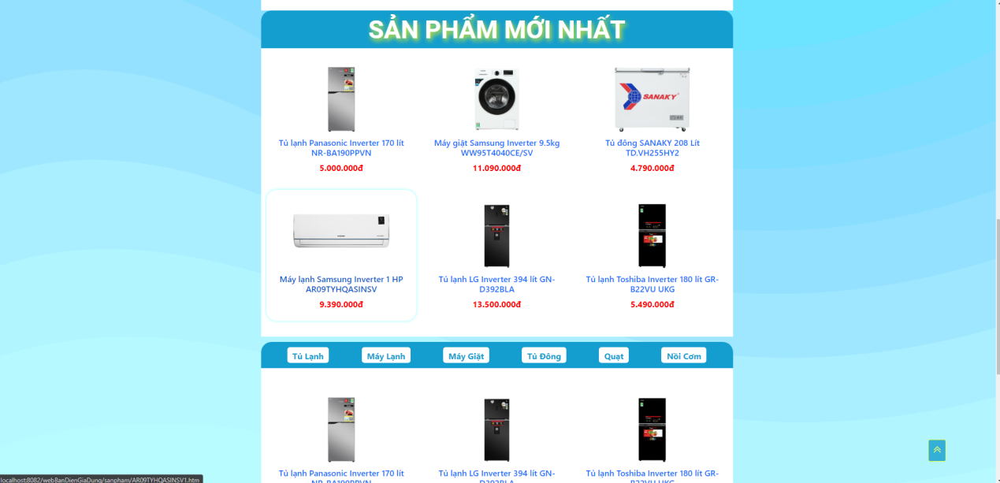 SẢN PHẨM MỚI NHẤT
SANAKY
Tủ lạnh Panasonic Inverter 170 lít
NR-BA190PPVN
5.000.000đ
Máy giặt Samsung Inverter 9.5kg
WW95T4040CE/SV
11.090.000đ
Tủ đông SANAKY 208 Lít
TD.VH255HY2
4.790.000đ
Máy lạnh Samsung Inverter 1 HP
AR09TYHQASINSV
9.390.000đ
Tủ lạnh LG Inverter 394 lít GN-
D392BLA
13.500.000đ
Tủ lạnh Toshiba Inverter 180 lít GR-
B22VU UKG
5.490.000đ
Tủ Lạnh
Máy Lạnh
Máy Giặt
Tủ Đông
Quạt
Nồi Cơm
Tủ lạnh Panasonic Inverter 170 lít
NR-BA190PPVN
Tủ lạnh LG Inverter 394 lít GN-
D392BLA
Tủ lạnh Toshiba Inverter 180 lít GR-
B22VU UKG
localhost:8082/webBanDienGiaDung/sanpham/AR09TYHQASINSV1.htm